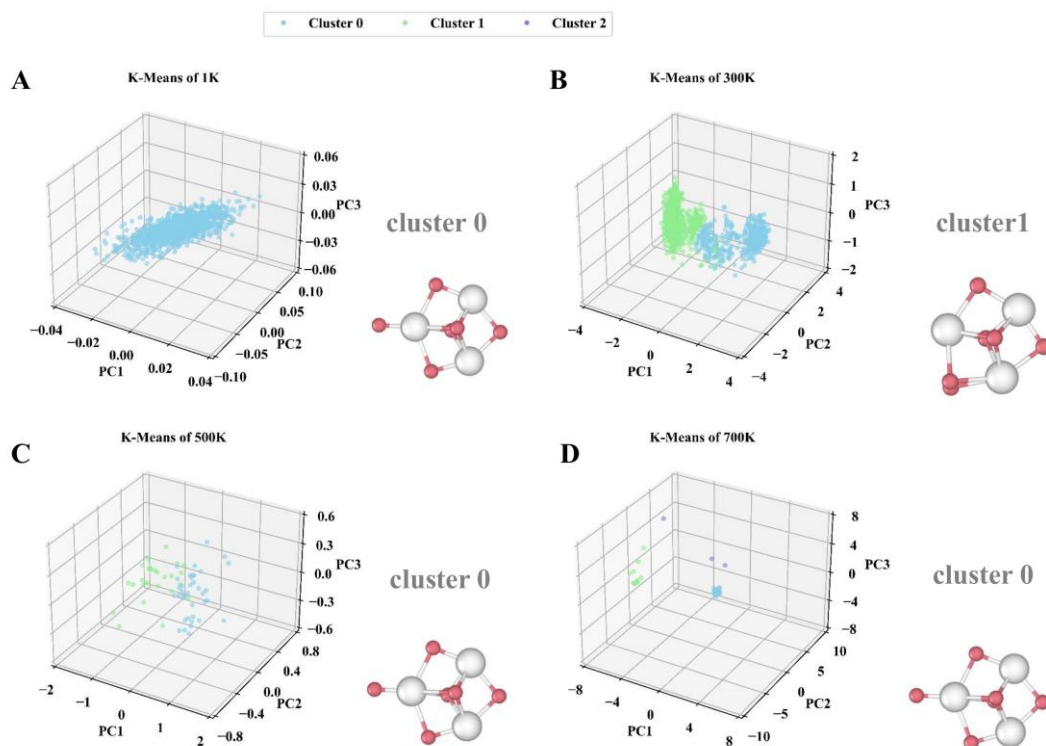 Cluster 0 Cluster 1 Cluster 2
A
K-Means of 1K
0.06
0.03
0.00
−0.03
−0.06
PC3
0.10
0.05
0.00
−0.05
−0.10
PC2
−0.04
−0.02
0.00
0.02
0.04
PC1
cluster 0
B
K-Means of 300K
2
1
0
−1
−2
PC3
4
2
0
−2
−4
PC2
−4
−2
0
2
4
PC1
cluster1
C
K-Means of 500K
0.6
0.3
0.0
−0.3
−0.6
PC3
0.8
0.4
0.0
−0.4
−0.8
PC2
−2
−1
0
1
2
PC1
cluster 0
D
K-Means of 700K
8
4
0
−4
−8
PC3
10
5
0
−5
−10
PC2
−8
−4
0
4
8
PC1
cluster 0